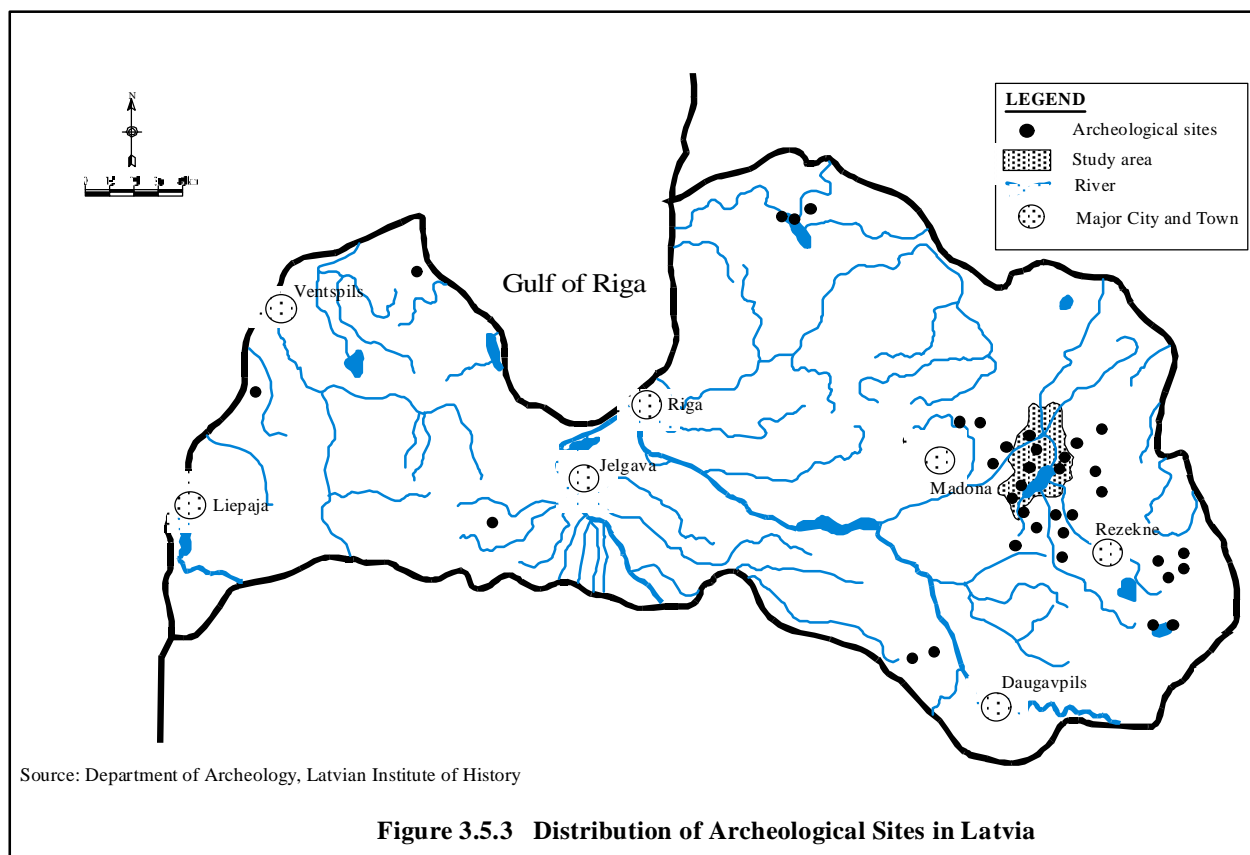 N
LEGEND
Archeological sites
Study area
River
Major City and Town
Gulf of Riga
Ventspils
Riga
Jelgava
Madona
Liepaja
Rezekne
Daugavpils
Source: Department of Archeology, Latvian Institute of History
Figure 3.5.3 Distribution of Archeological Sites in Latvia